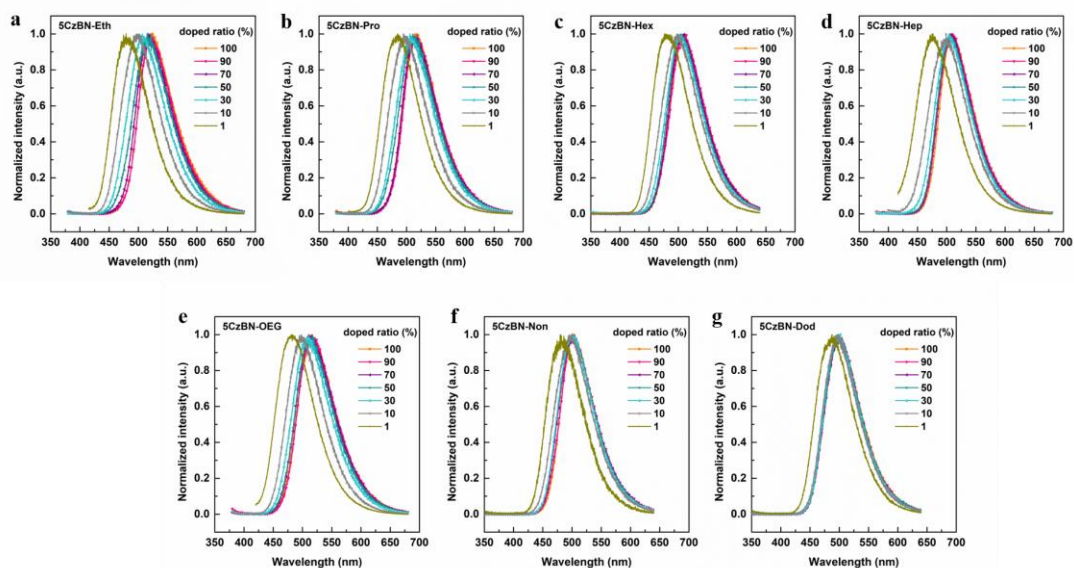 a
5CzBN-Eth
doped ratio (%)
100
90
70
50
30
10
1
Normalized intensity (a.u.)
1.0
0.8
0.6
0.4
0.2
0.0
350 400 450 500 550 600 650 700
Wavelength (nm)
b
5CzBN-Pro
doped ratio (%)
100
90
70
50
30
10
1
Normalized intensity (a.u.)
1.0
0.8
0.6
0.4
0.2
0.0
350 400 450 500 550 600 650 700
Wavelength (nm)
c
5CzBN-Hex
doped ratio (%)
100
90
70
50
30
10
1
Normalized intensity (a.u.)
1.0
0.8
0.6
0.4
0.2
0.0
350 400 450 500 550 600 650 700
Wavelength (nm)
d
5CzBN-Hep
doped ratio (%)
100
90
70
50
30
10
1
Normalized intensity (a.u.)
1.0
0.8
0.6
0.4
0.2
0.0
350 400 450 500 550 600 650 700
Wavelength (nm)
e
5CzBN-OEG
doped ratio (%)
100
90
70
50
30
10
1
Normalized intensity (a.u.)
1.0
0.8
0.6
0.4
0.2
0.0
350 400 450 500 550 600 650 700
Wavelength (nm)
f
5CzBN-Non
doped ratio (%)
100
90
70
50
30
10
1
Normalized intensity (a.u.)
1.0
0.8
0.6
0.4
0.2
0.0
350 400 450 500 550 600 650 700
Wavelength (nm)
g
5CzBN-Dod
doped ratio (%)
100
90
70
50
30
10
1
Normalized intensity (a.u.)
1.0
0.8
0.6
0.4
0.2
0.0
350 400 450 500 550 600 650 700
Wavelength (nm)